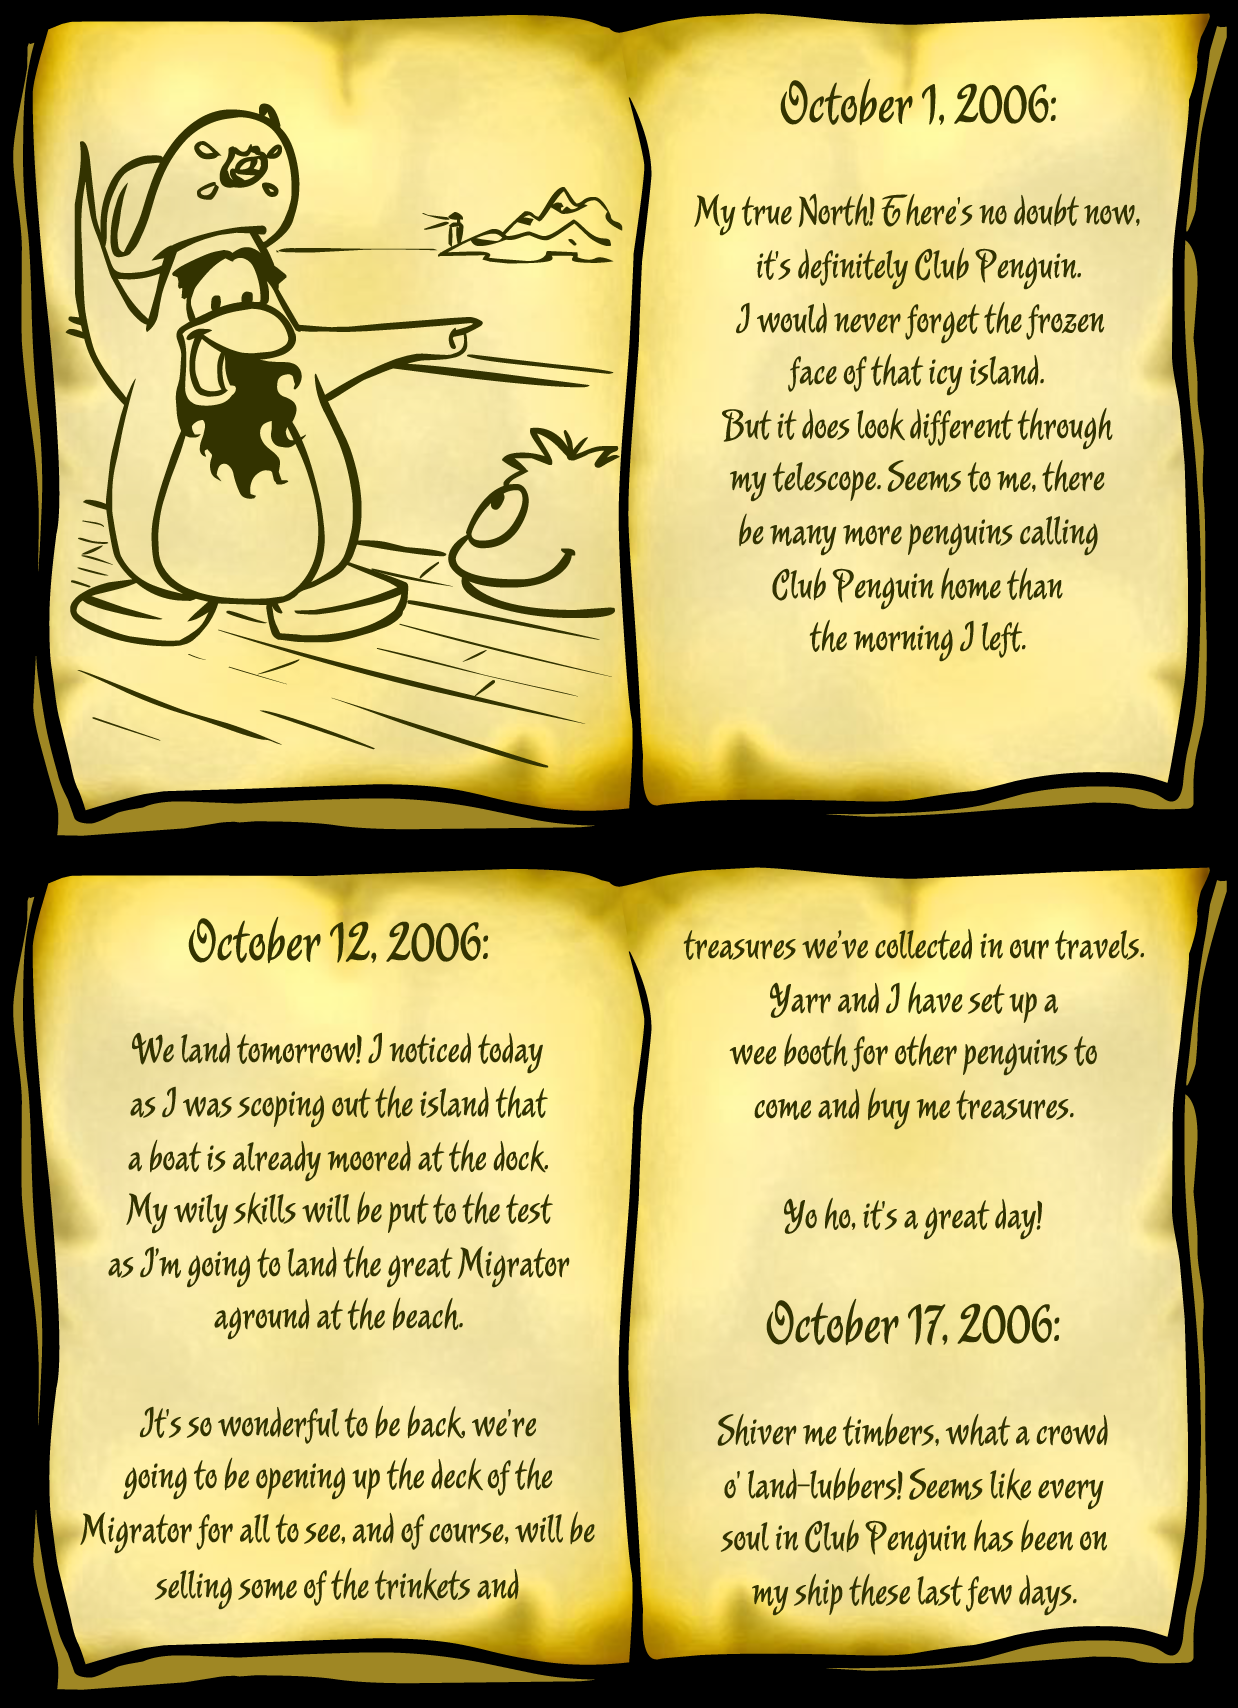 October 1, 2006:
My true North! There's no doubt now,
it's definitely Club Penguin.
I would never forget the frozen
face of that icy island.
But it does look different through
my telescope. Seems to me, there
be many more penguins calling
Club Penguin home than
the morning I left.
October 12, 2006:
We land tomorrow! I noticed today
as I was scoping out the island that
a boat is already moored at the dock.
My wily skills will be put to the test
as I'm going to land the great Migrator
aground at the beach.
It's so wonderful to be back, we're
going to be opening up the deck of the
Migrator for all to see, and of course, will be
selling some of the trinkets and
treasures we've collected in our travels.
Yarr and I have set up a
wee booth for other penguins to
come and buy me treasures.
Yo ho, it's a great day!
October 17, 2006:
Shiver me timbers, what a crowd
o' land-lubbers! Seems like every
soul in Club Penguin has been on
my ship these last few days.